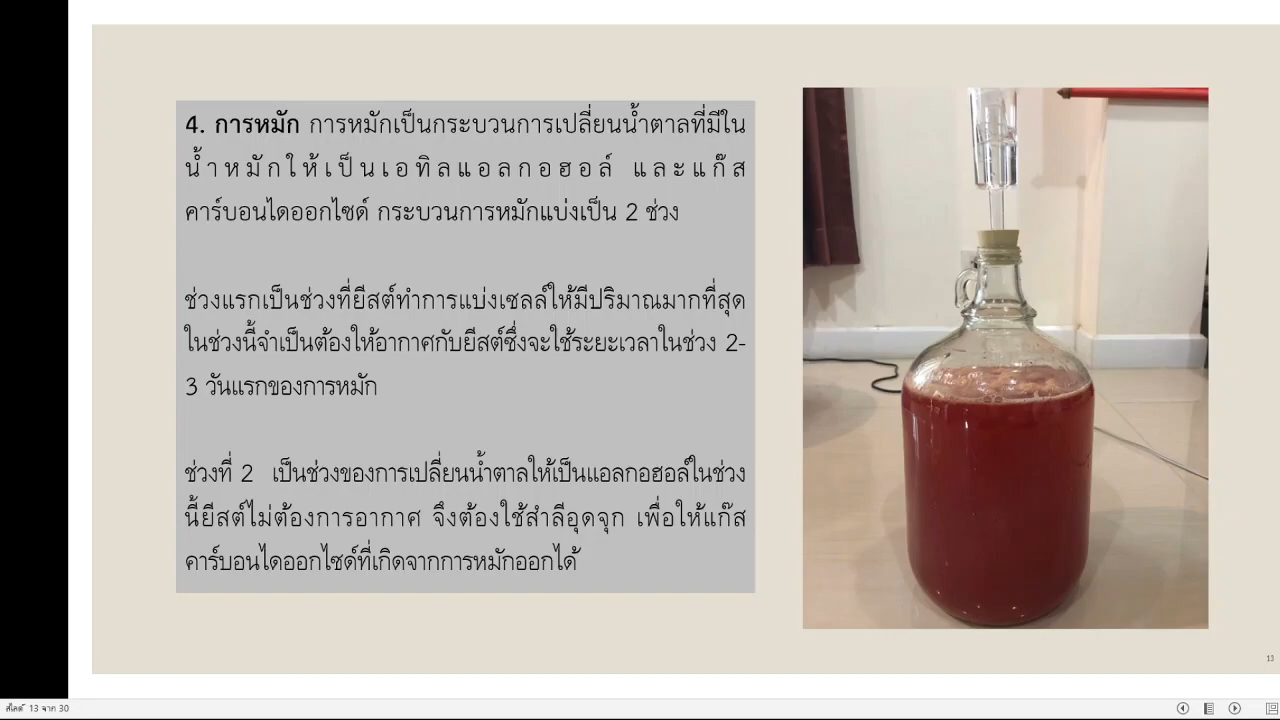 4. การหมัก การหมักเป็นกระบวนการเปลี่ยนน้ำตาลที่มีใน
น้ำหมักให้เป็นเอทิลแอลกอฮอล์ และแก๊ส
คาร์บอนไดออกไซด์ กระบวนการหมักแบ่งเป็น 2 ช่วง
ช่วงแรกเป็นช่วงที่ยีสต์ทำการแบ่งเซลล์ให้มีปริมาณมากที่สุด
ในช่วงนี้จำเป็นต้องให้อากาศกับยีสต์ซึ่งจะใช้ระยะเวลาในช่วง 2-
3 วันแรกของการหมัก
ช่วงที่ 2 เป็นช่วงของการเปลี่ยนน้ำตาลให้เป็นแอลกอฮอล์ในช่วง
นี้ยีสต์ไม่ต้องการอากาศ จึงต้องใช้สำลีอุดจุก เพื่อให้แก๊ส
คาร์บอนไดออกไซด์ที่เกิดจากการหมักออกได้
13
สไลด์ 13 จาก 30